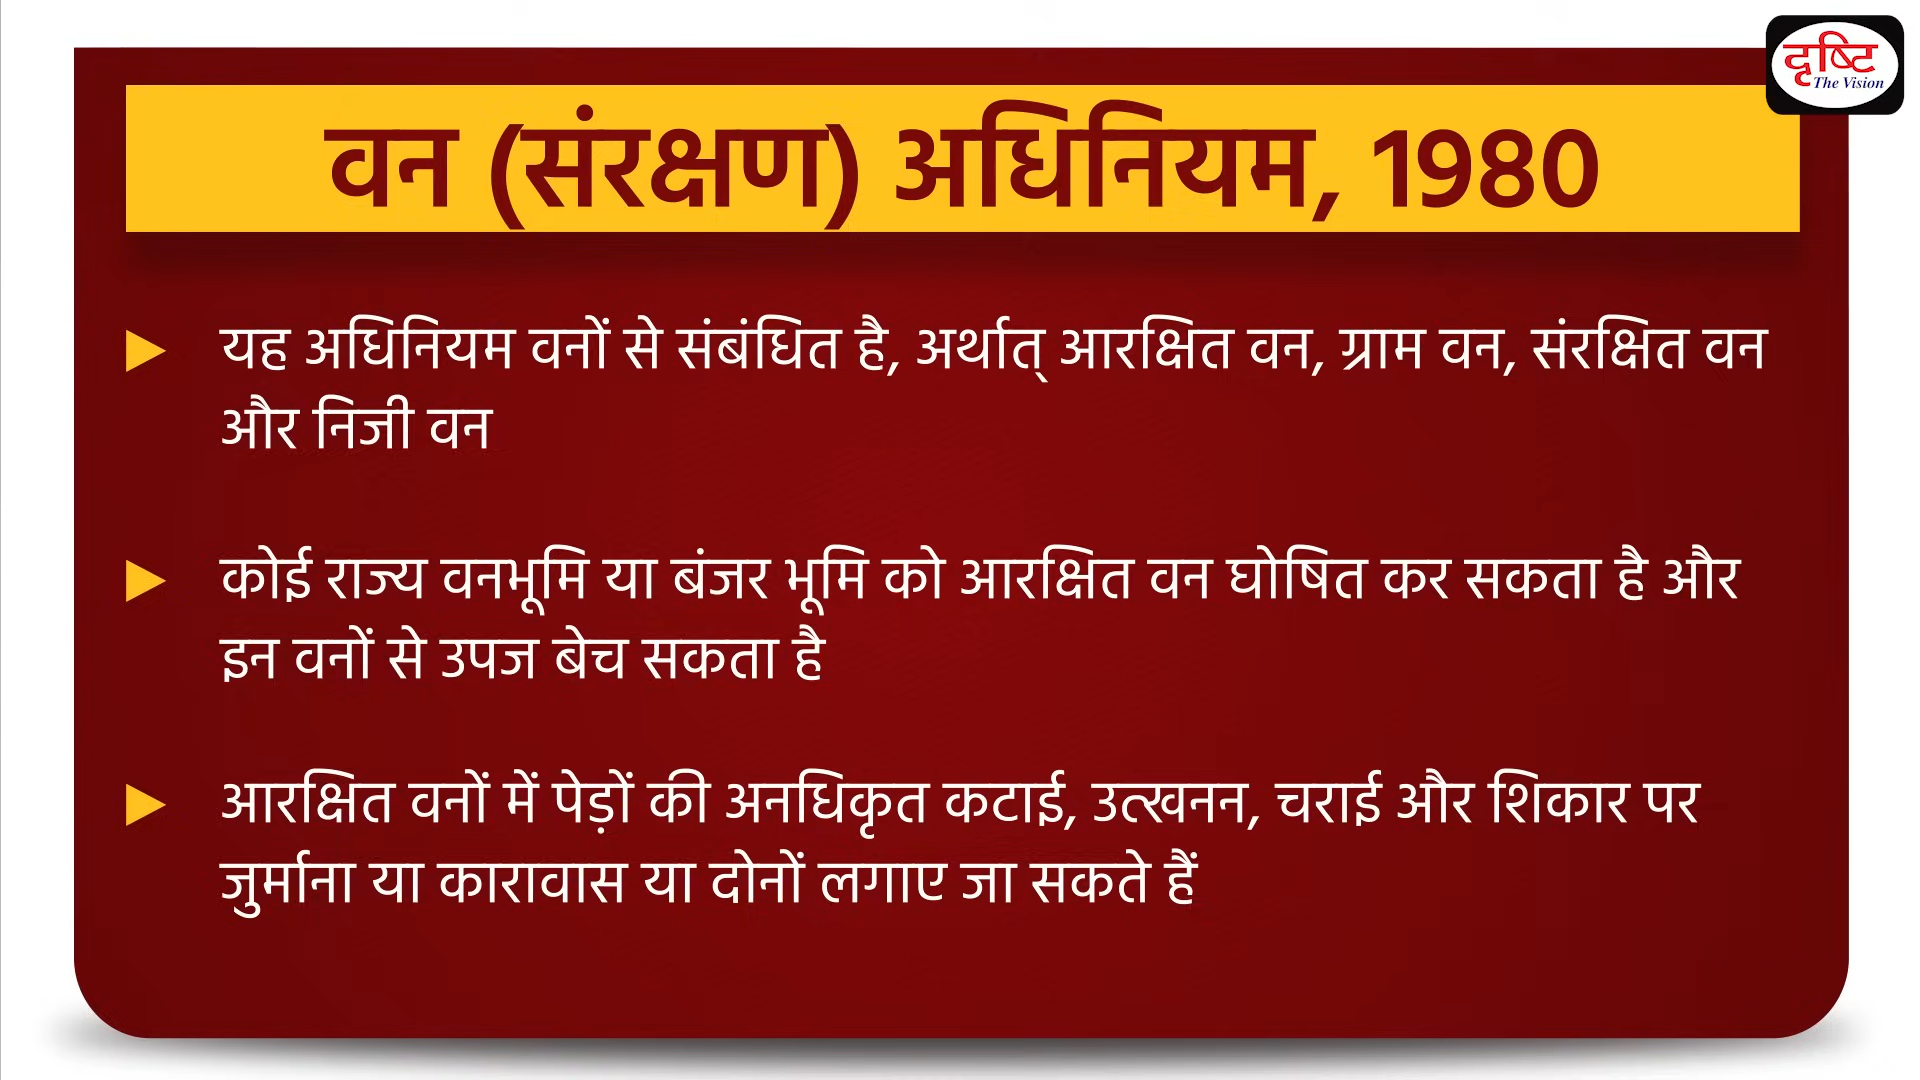 दृष्टि
The Vision
वन (संरक्षण) अधिनियम, 1980
यह अधिनियम वनों से संबंधित है, अर्थात् आरक्षित वन, ग्राम वन, संरक्षित वन
और निजी वन
कोई राज्य वनभूमि या बंजर भूमि को आरक्षित वन घोषित कर सकता है और
इन वनों से उपज बेच सकता है
आरक्षित वनों में पेड़ों की अनधिकृत कटाई, उत्खनन, चराई और शिकार पर
जुर्माना या कारावास या दोनों लगाए जा सकते हैं